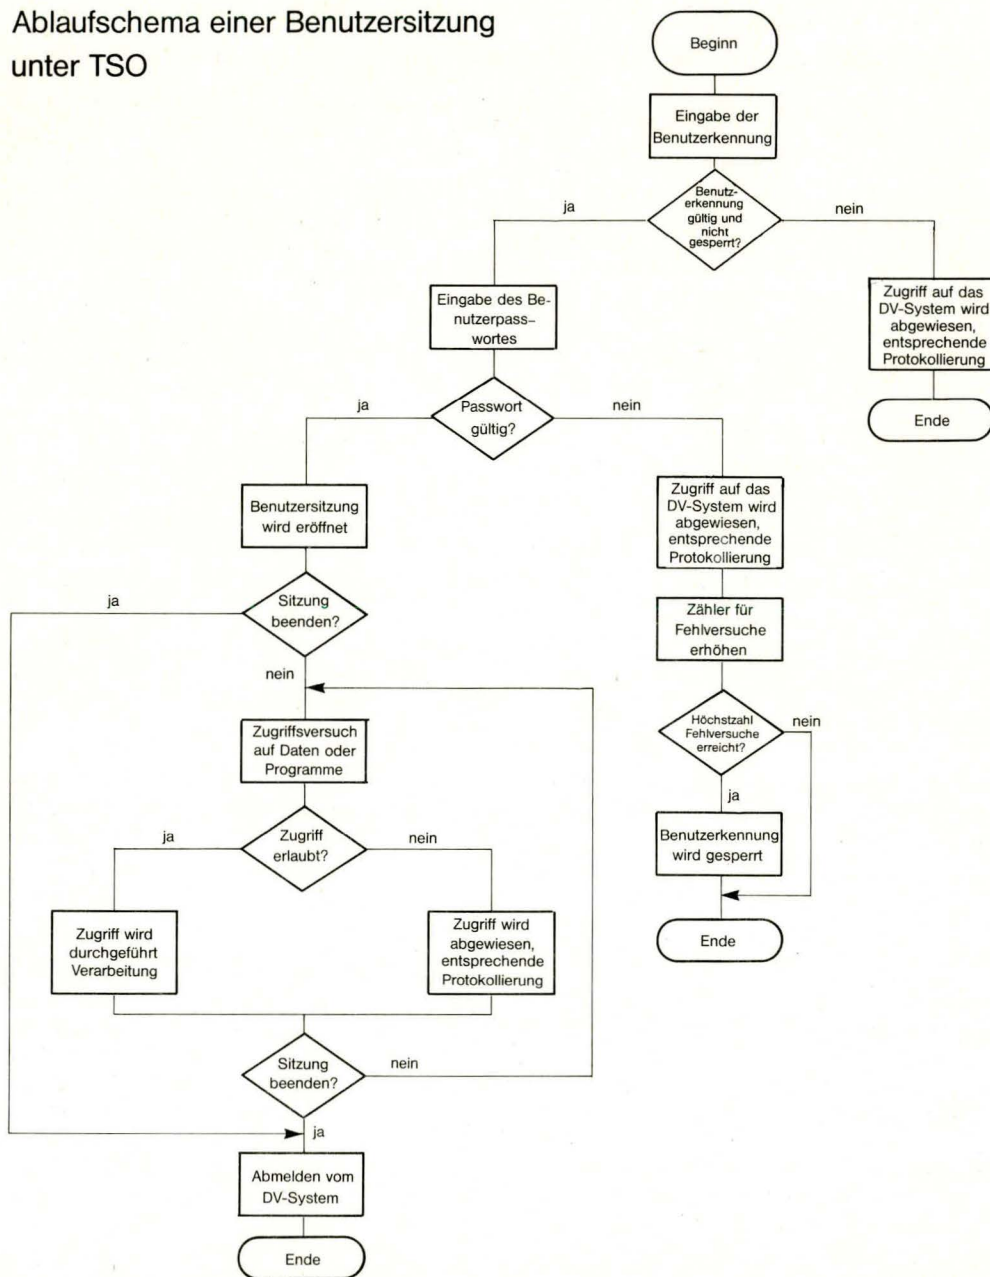 Ablaufschema einer Benutzersitzung
unter TSO
Beginn
Eingabe der
Benutzerkennung
Benutz-
erkennung
gültig und
nicht
gesperrt?
ja
nein
Eingabe des Be-
nutzerpass-
wortes
Zugriff auf das
DV-System wird
abgewiesen,
entsprechende
Protokollierung
Ende
Passwort
gültig?
ja
nein
Benutzersitzung
wird eröffnet
Zugriff auf das
DV-System wird
abgewiesen,
entsprechende
Protokollierung
Sitzung
beenden?
ja
nein
Zähler für
Fehlversuche
erhöhen
Höchstzahl
Fehlversuche
erreicht?
nein
ja
Benutzerkennung
wird gesperrt
Ende
Zugriffsversuch
auf Daten oder
Programme
Zugriff
erlaubt?
ja
nein
Zugriff wird
durchgeführt
Verarbeitung
Zugriff wird
abgewiesen,
entsprechende
Protokollierung
Sitzung
beenden?
nein
ja
Abmelden vom
DV-System
Ende